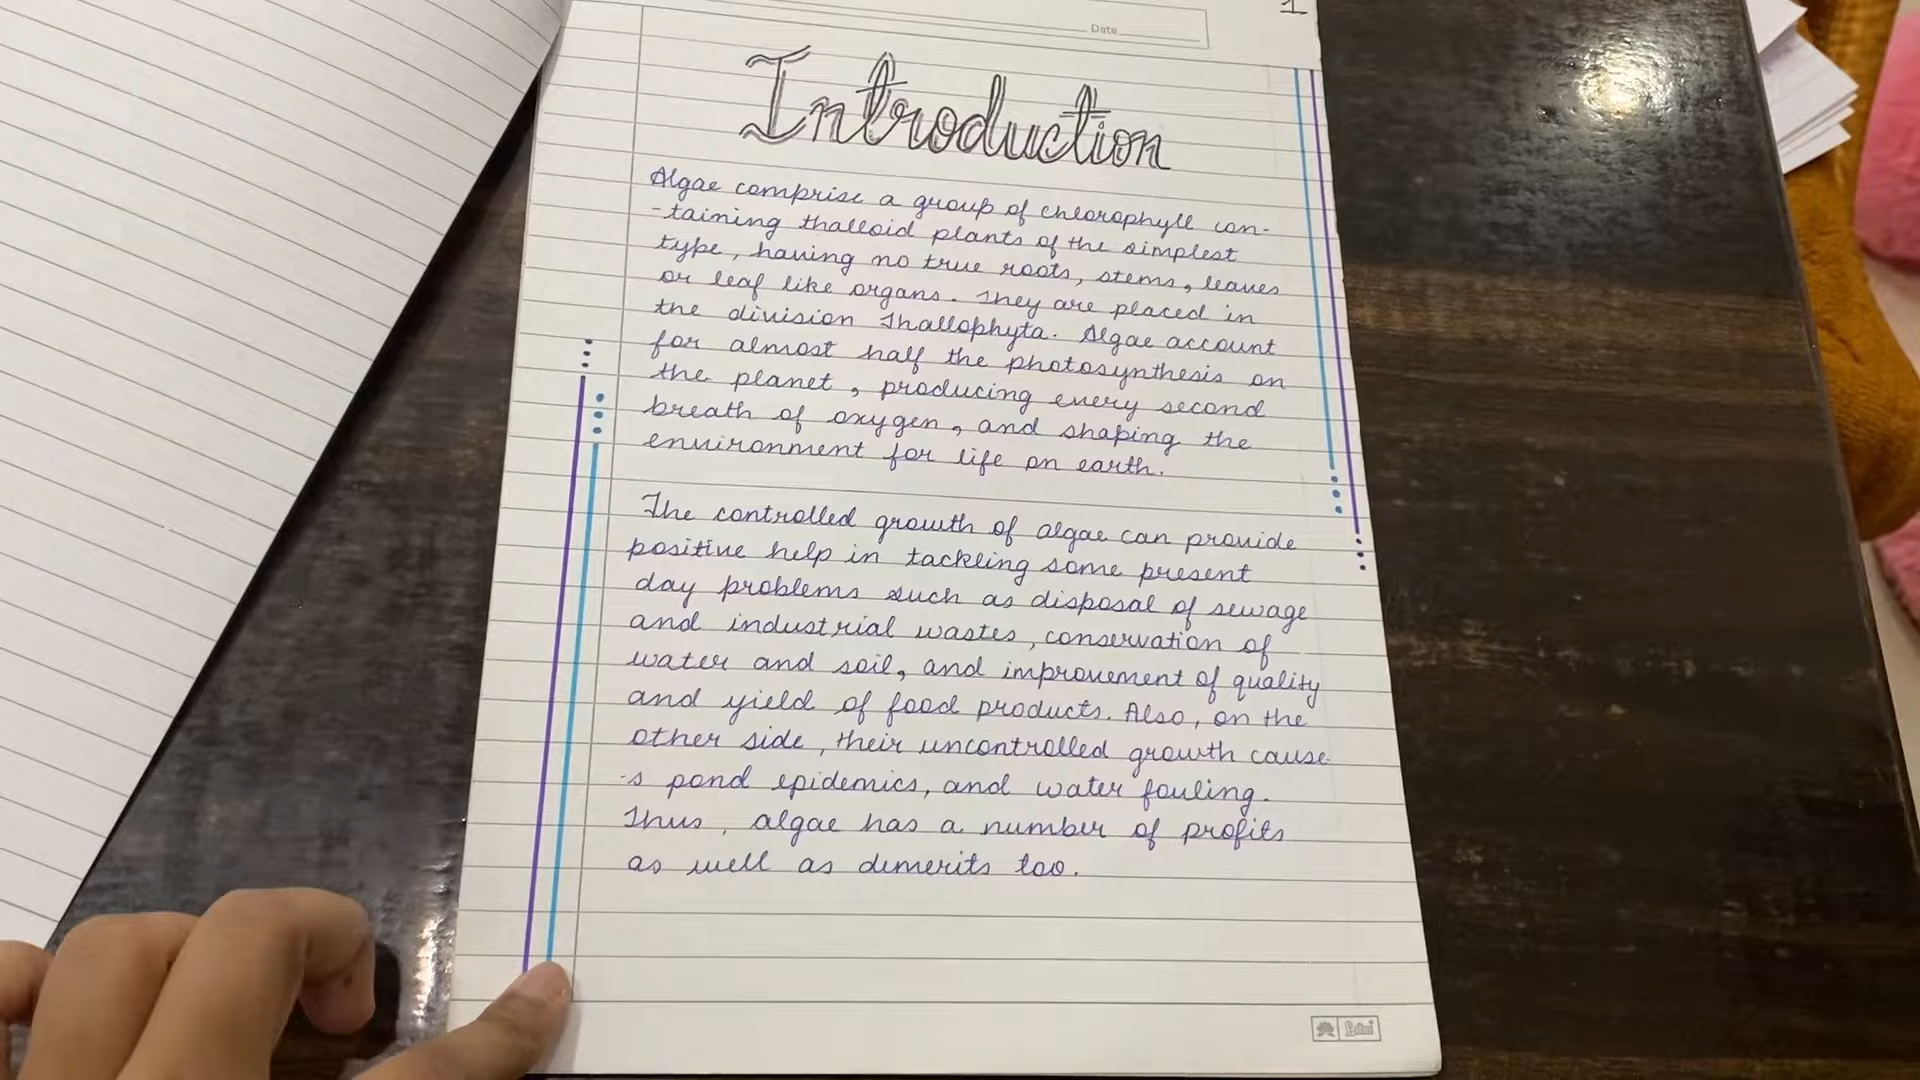 1
Date
Introduction
Algae comprise a group of chlorophyll con-
-taining thalloid plants of the simplest
type, having no true roots, stems, leaves
or leaf like organs. They are placed in
the division Thallophyta. Algae account
for almost half the photosynthesis on
the planet, producing every second
breath of oxygen, and shaping the
environment for life on earth.
The controlled growth of algae can provide
positive help in tackling some present
day problems such as disposal of sewage
and industrial wastes, conservation of
water and soil, and improvement of quality
and yield of food products. Also, on the
other side, their uncontrolled growth cause
-s pond epidemics, and water fouling.
Thus, algae has a number of profits
as well as demerits too.